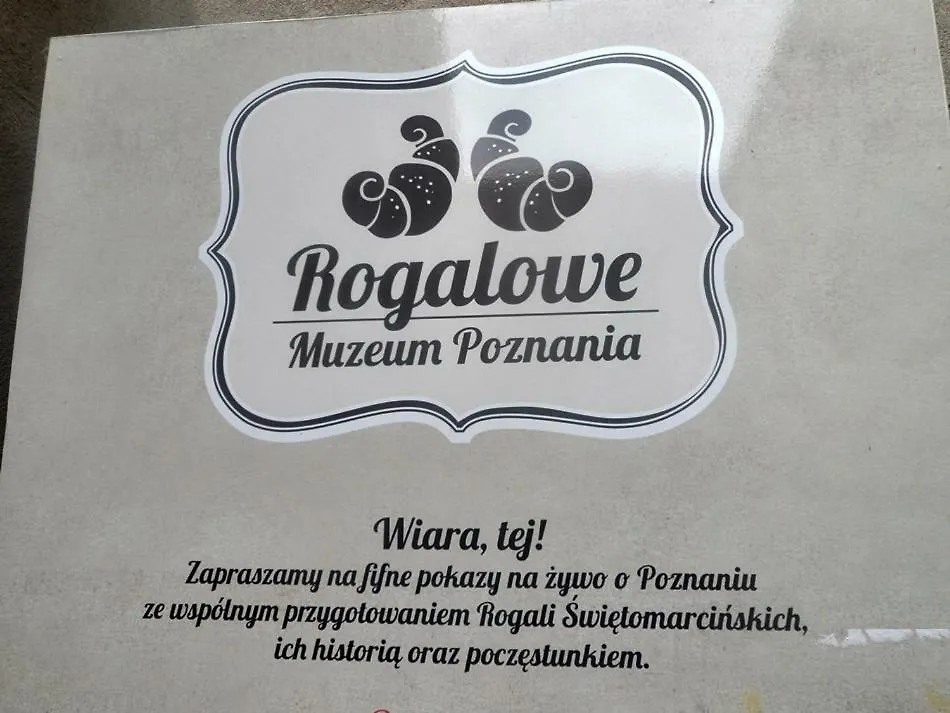 Rogalowe
Muzeum Poznania
Wiara, tej!
Zapraszamy na fifne pokazy na żywo o Poznaniu
ze wspólnym przygotowaniem Rogali Świętomarcińskich,
ich historią oraz poczęstunkiem.